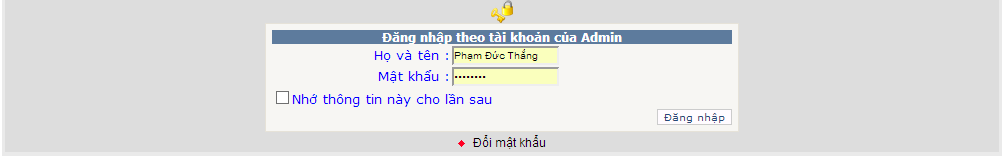 Đăng nhập theo tài khoản của Admin
Họ và tên : Phạm Đức Thắng
Mật khẩu : ••••••••
Nhớ thông tin này cho lần sau
Đăng nhập
Đổi mật khẩu